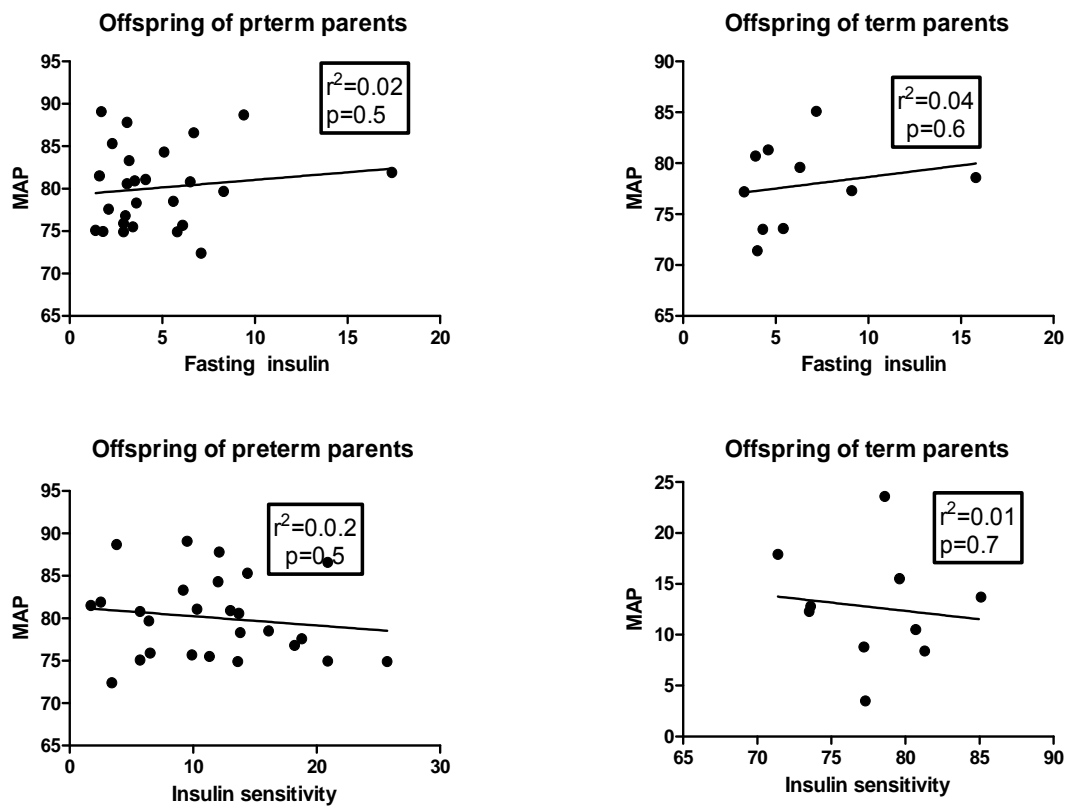 Offspring of prterm parents
95
90
85
80
75
70
65
MAP
r²=0.02
p=0.5
0 5 10 15 20
Fasting insulin
Offspring of term parents
90
85
80
75
70
65
MAP
r²=0.04
p=0.6
0 5 10 15 20
Fasting insulin
Offspring of preterm parents
95
90
85
80
75
70
65
MAP
r²=0.0.2
p=0.5
0 10 20 30
Insulin sensitivity
Offspring of term parents
25
20
15
10
5
0
MAP
r²=0.01
p=0.7
65 70 75 80 85 90
Insulin sensitivity